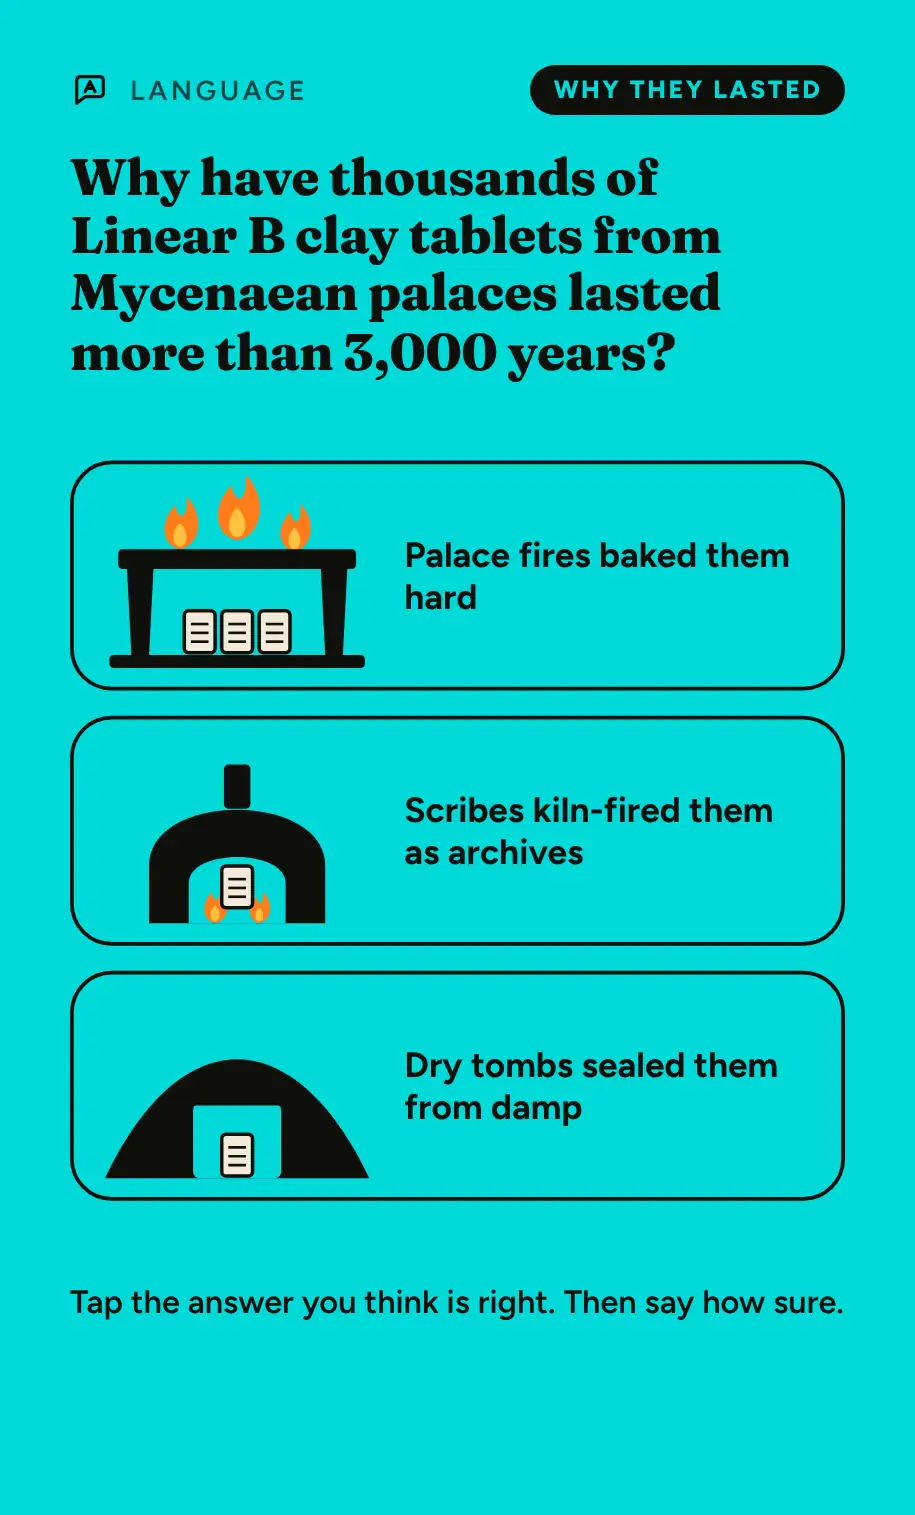 LANGUAGE
WHY THEY LASTED
Why have thousands of
Linear B clay tablets from
Mycenaean palaces lasted
more than 3,000 years?
Palace fires baked them
hard
Scribes kiln-fired them
as archives
Dry tombs sealed them
from damp
Tap the answer you think is right. Then say how sure.